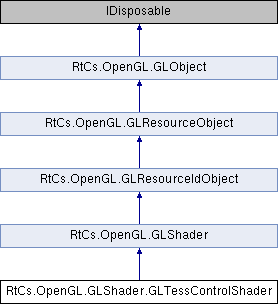 IDisposable
RtCs.OpenGL.GLObject
RtCs.OpenGL.GLResourceObject
RtCs.OpenGL.GLResourceIdObject
RtCs.OpenGL.GLShader
RtCs.OpenGL.GLShader.GLTessControlShader